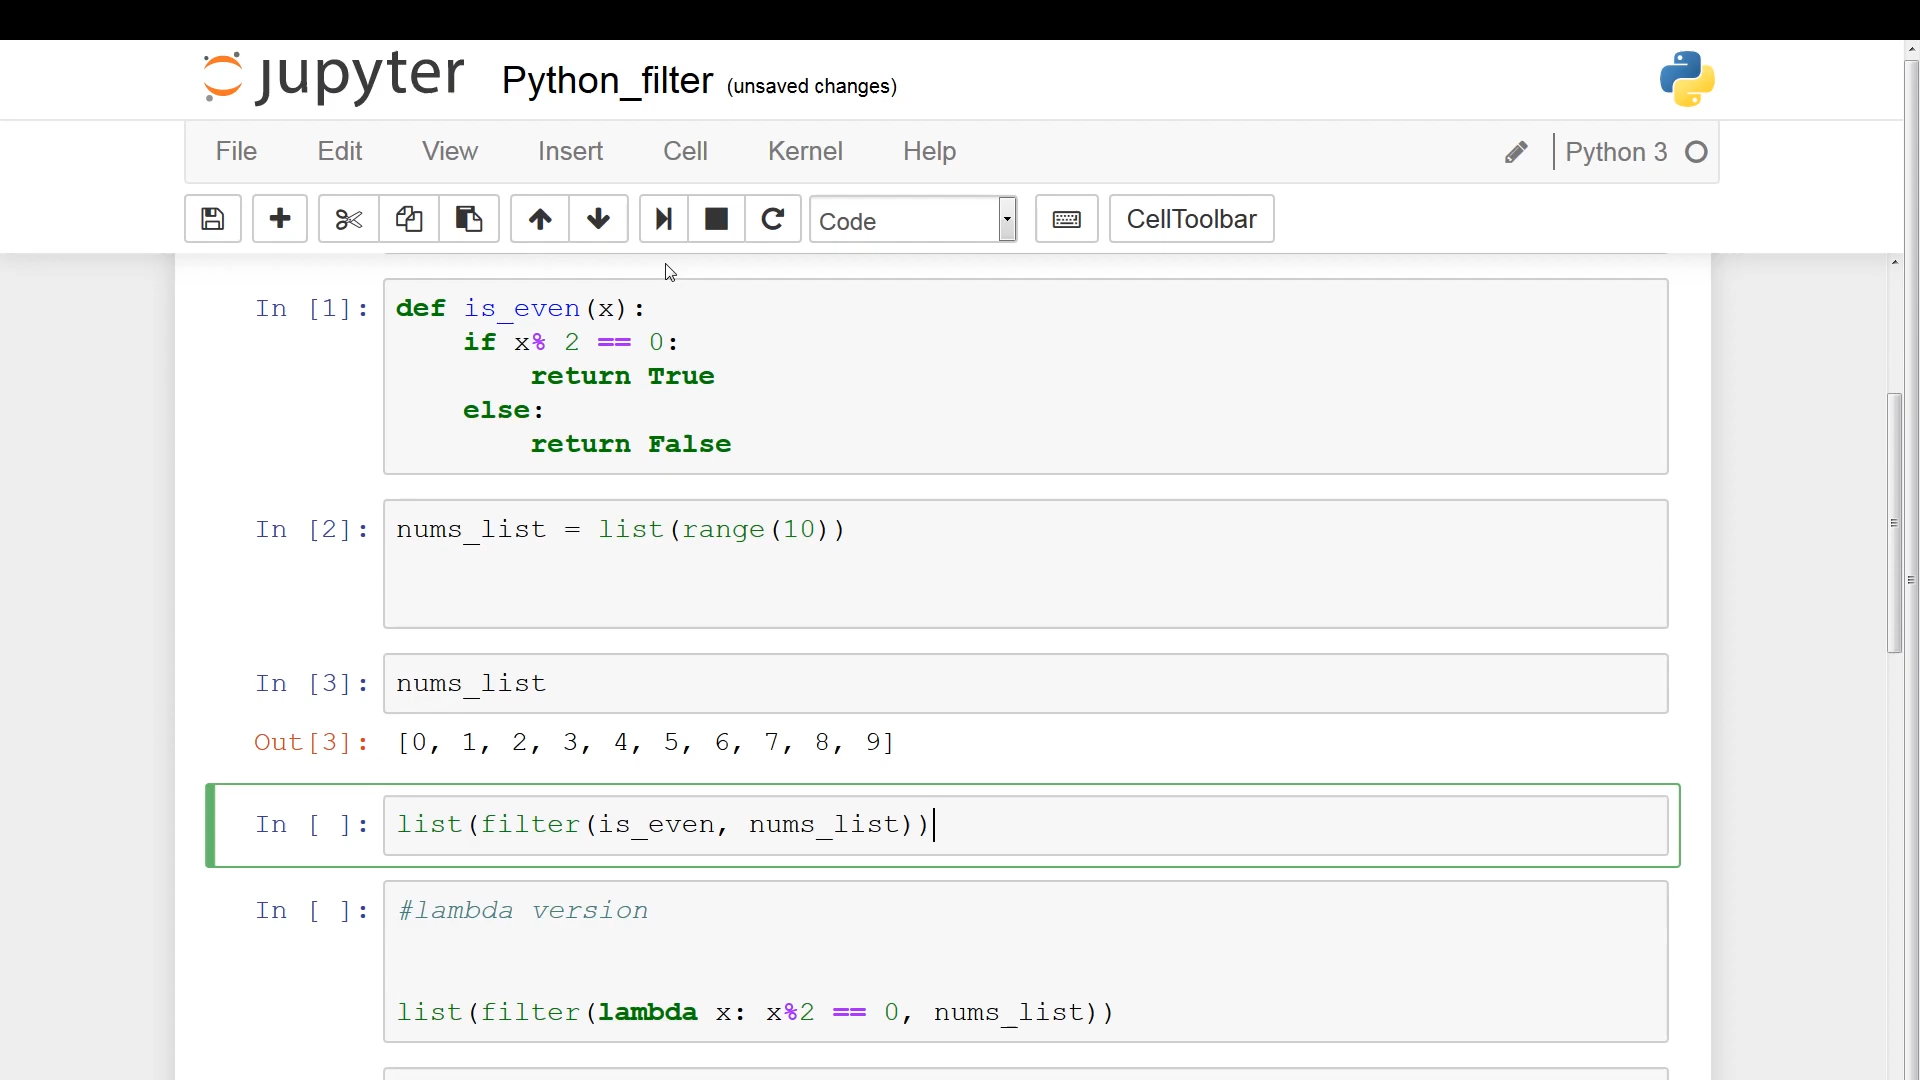 jupyter Python_filter (unsaved changes)
File Edit View Insert Cell Kernel Help Python 3
Code CellToolbar
In [1]: def is_even(x):
    if x% 2 == 0:
        return True
    else:
        return False
In [2]: nums_list = list(range(10))
In [3]: nums_list
Out[3]: [0, 1, 2, 3, 4, 5, 6, 7, 8, 9]
In [ ]: list(filter(is_even, nums_list))
In [ ]: #lambda version
list(filter(lambda x: x%2 == 0, nums_list))